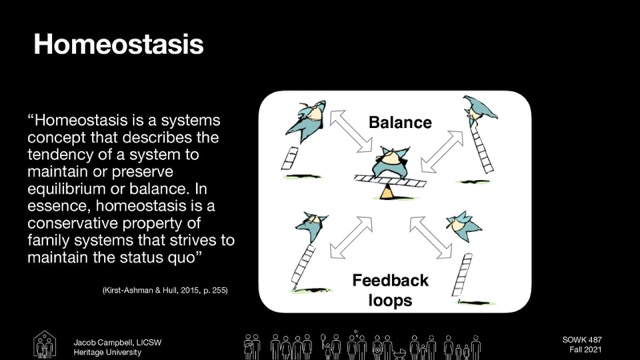 Homeostasis
“Homeostasis is a systems
concept that describes the
tendency of a system to
maintain or preserve
equilibrium or balance. In
essence, homeostasis is a
conservative property of
family systems that strives to
maintain the status quo”
(Kirst-Ashman & Hull, 2015, p. 255)
Balance
Feedback
loops
Jacob Campbell, LICSW
Heritage University
SOWK 487
Fall 2021